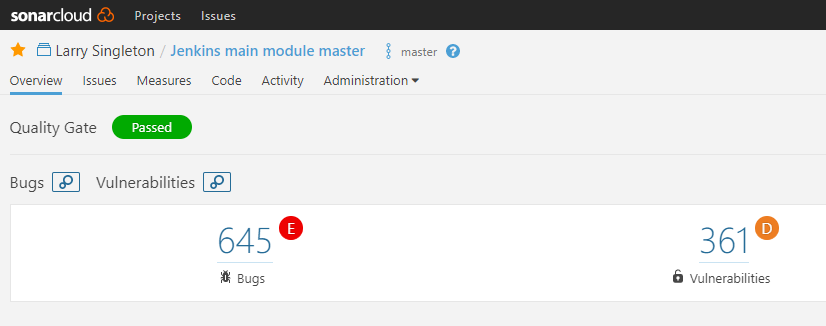 sonarcloud Projects Issues
Larry Singleton / Jenkins main module master master ?
Overview Issues Measures Code Activity Administration
Quality Gate Passed
Bugs Vulnerabilities
645 E 361 D
Bugs Vulnerabilities